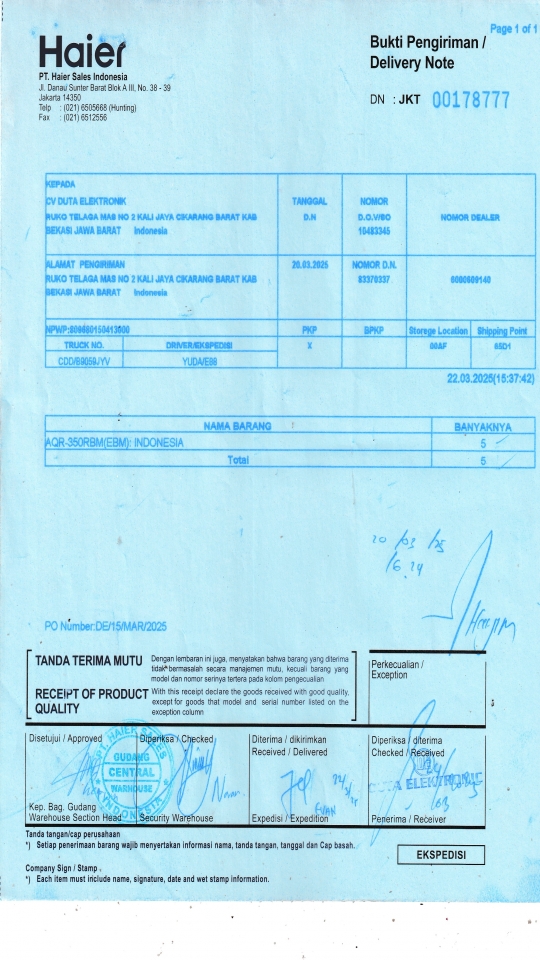 Page 1 of 1
Haier
PT. Haier Sales Indonesia
Jl. Danau Sunter Barat Blok A III, No. 38 - 39
Jakarta 14350
Telp : (021) 6505668 (Hunting)
Fax : (021) 6512556
Bukti Pengiriman /
Delivery Note
DN : JKT 00178777
KEPADA
CV DUTA ELEKTRONIK
RUKO TELAGA MAS NO 2 KALI JAYA CIKARANG BARAT KAB
BEKASI JAWA BARAT Indonesia
TANGGAL
D.N
NOMOR
D.O.V/SO
10483345
NOMOR DEALER
ALAMAT PENGIRIMAN
RUKO TELAGA MAS NO 2 KALI JAYA CIKARANG BARAT KAB
BEKASI JAWA BARAT Indonesia
20.03.2025
NOMOR D.N.
83370337
NPWP:
PKP
BPKP
Storage Location
Shipping Point
TRUCK NO.
DRIVER/EKSPEDISI
X
00AF
CDD/B9059JYV
22.03.2025(15:37:42)
NAMA BARANG
BANYAKNYA
AQR-350RBM(EBM): INDONESIA
5
Total
5
20/03/25
16.24
PO Number:DE/15/MAR/2025
TANDA TERIMA MUTU
Dengan lembaran ini juga, menyatakan bahwa barang yang diterima
tidak bermasalah secara manajemen mutu, kecuali barang yang
model dan nomor serinya tertera pada kolom pengecualian
RECEIPT OF PRODUCT
QUALITY
With this receipt declare the goods received with good quality,
except for goods that model and serial number listed on the
exception column
Perkecualian /
Exception
Disetujui / Approved
Diperiksa / Checked
Diterima / dikirimkan
Received / Delivered
Diperiksa / diterima
Checked / Received
PT. HAIER SALES
GUDANG
CENTRAL
WAREHOUSE
INDONESIA
DUTA ELEKTRONIC
Kep. Bag. Gudang
Warehouse Section Head
Security Warehouse
Expedisi / Expedition
Penerima / Receiver
Tanda tangan/cap perusahaan
*) Setiap penerimaan barang wajib menyertakan informasi nama, tanda tangan, tanggal dan Cap basah.
EKSPEDISI
Company Sign / Stamp .
*) Each item must include name, signature, date and wet stamp information.